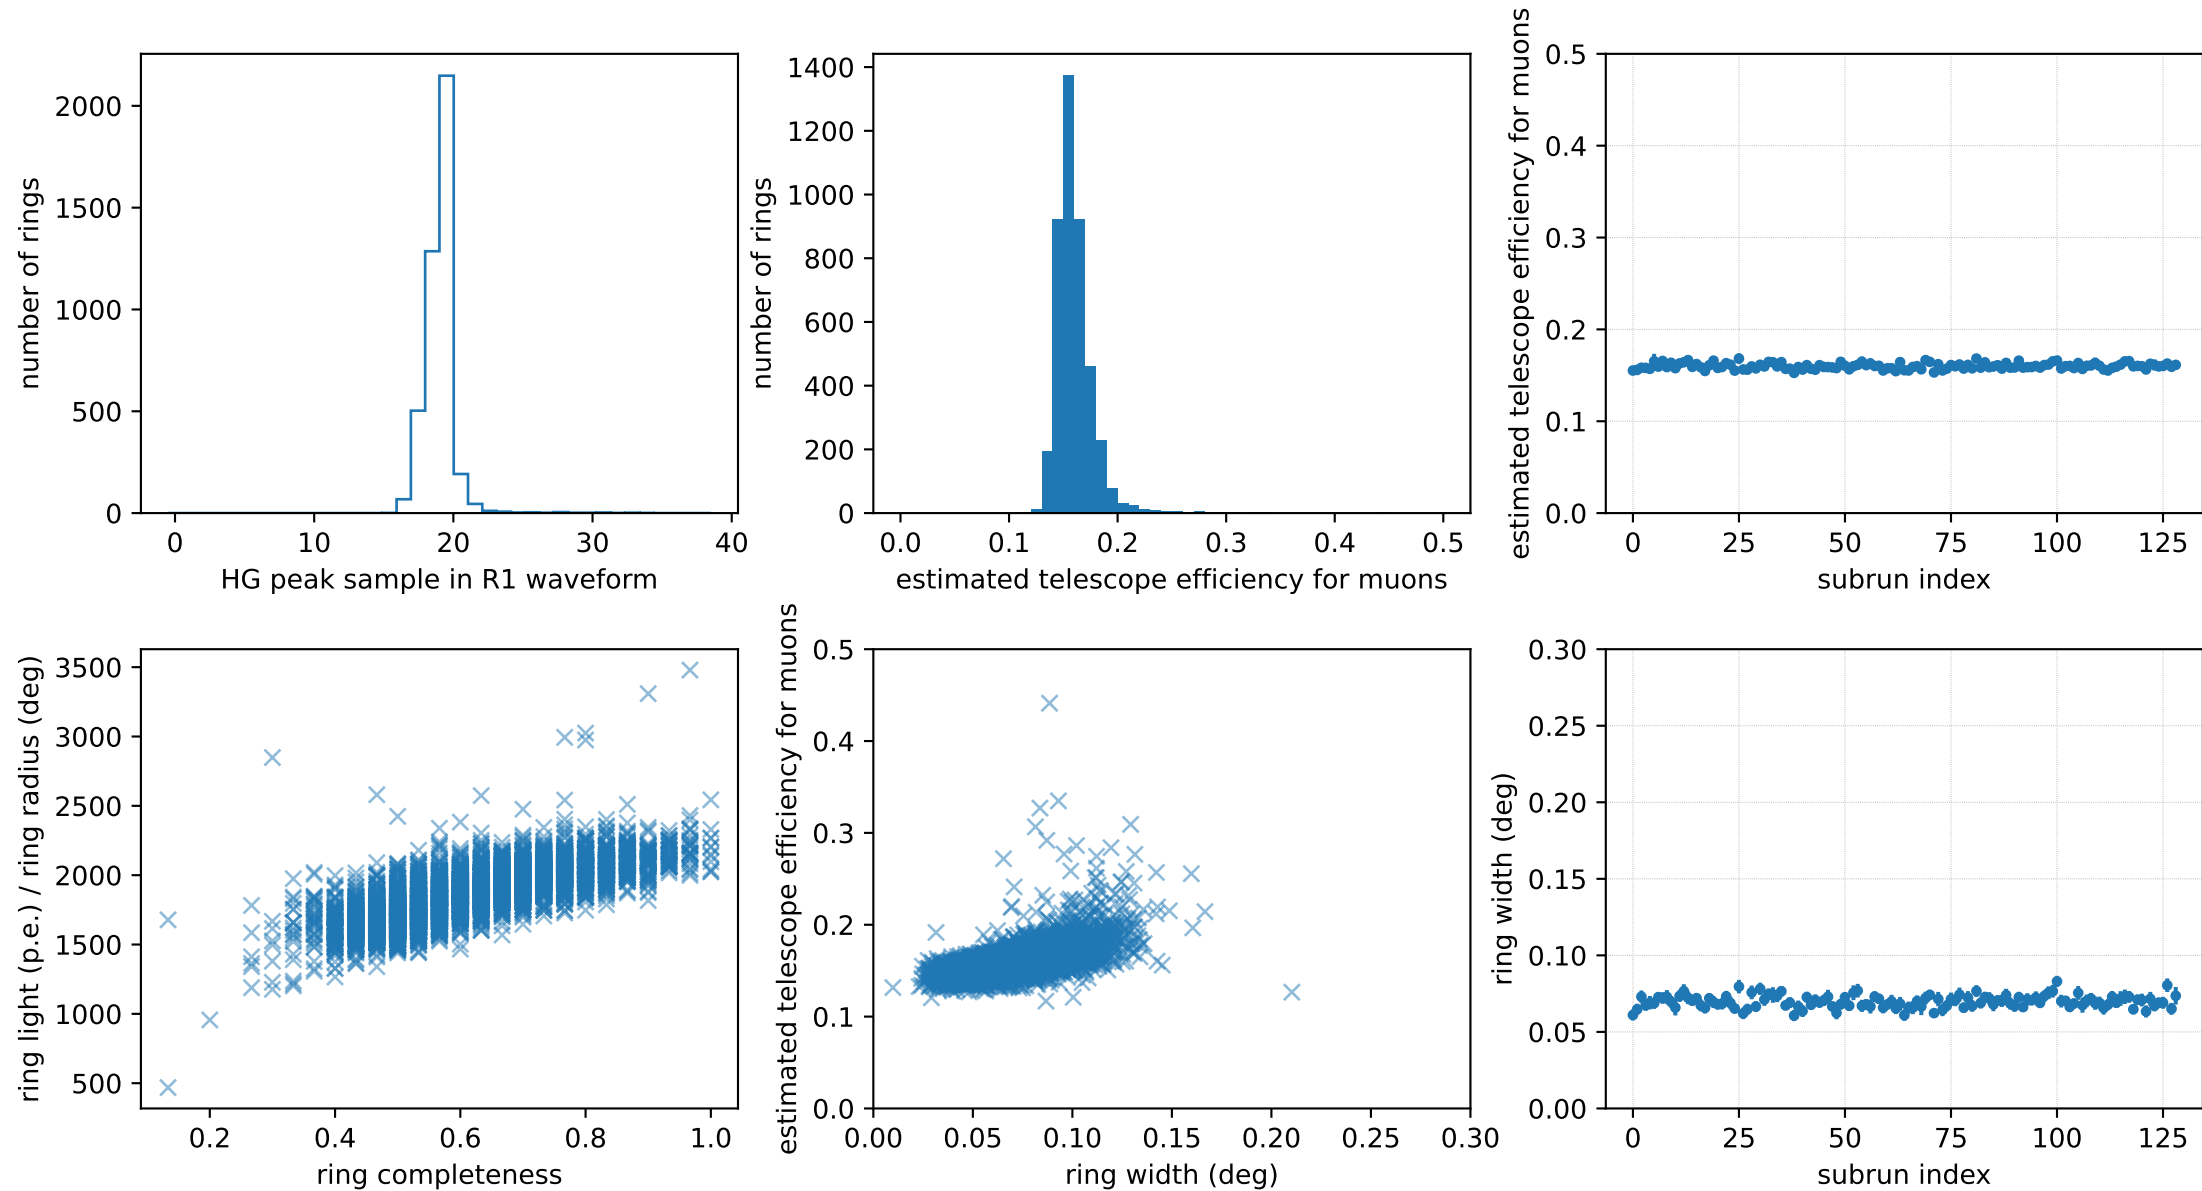 number of rings
2000
1500
1000
500
0
0 10 20 30 40
HG peak sample in R1 waveform
number of rings
1400
1200
1000
800
600
400
200
0
0.0 0.1 0.2 0.3 0.4 0.5
estimated telescope efficiency for muons
estimated telescope efficiency for muons
0.5
0.4
0.3
0.2
0.1
0.0
0 25 50 75 100 125
subrun index
ring light (p.e.) / ring radius (deg)
3500
3000
2500
2000
1500
1000
500
0.2 0.4 0.6 0.8 1.0
ring completeness
estimated telescope efficiency for muons
0.5
0.4
0.3
0.2
0.1
0.0
0.00 0.05 0.10 0.15 0.20 0.25 0.30
ring width (deg)
ring width (deg)
0.30
0.25
0.20
0.15
0.10
0.05
0.00
0 25 50 75 100 125
subrun index